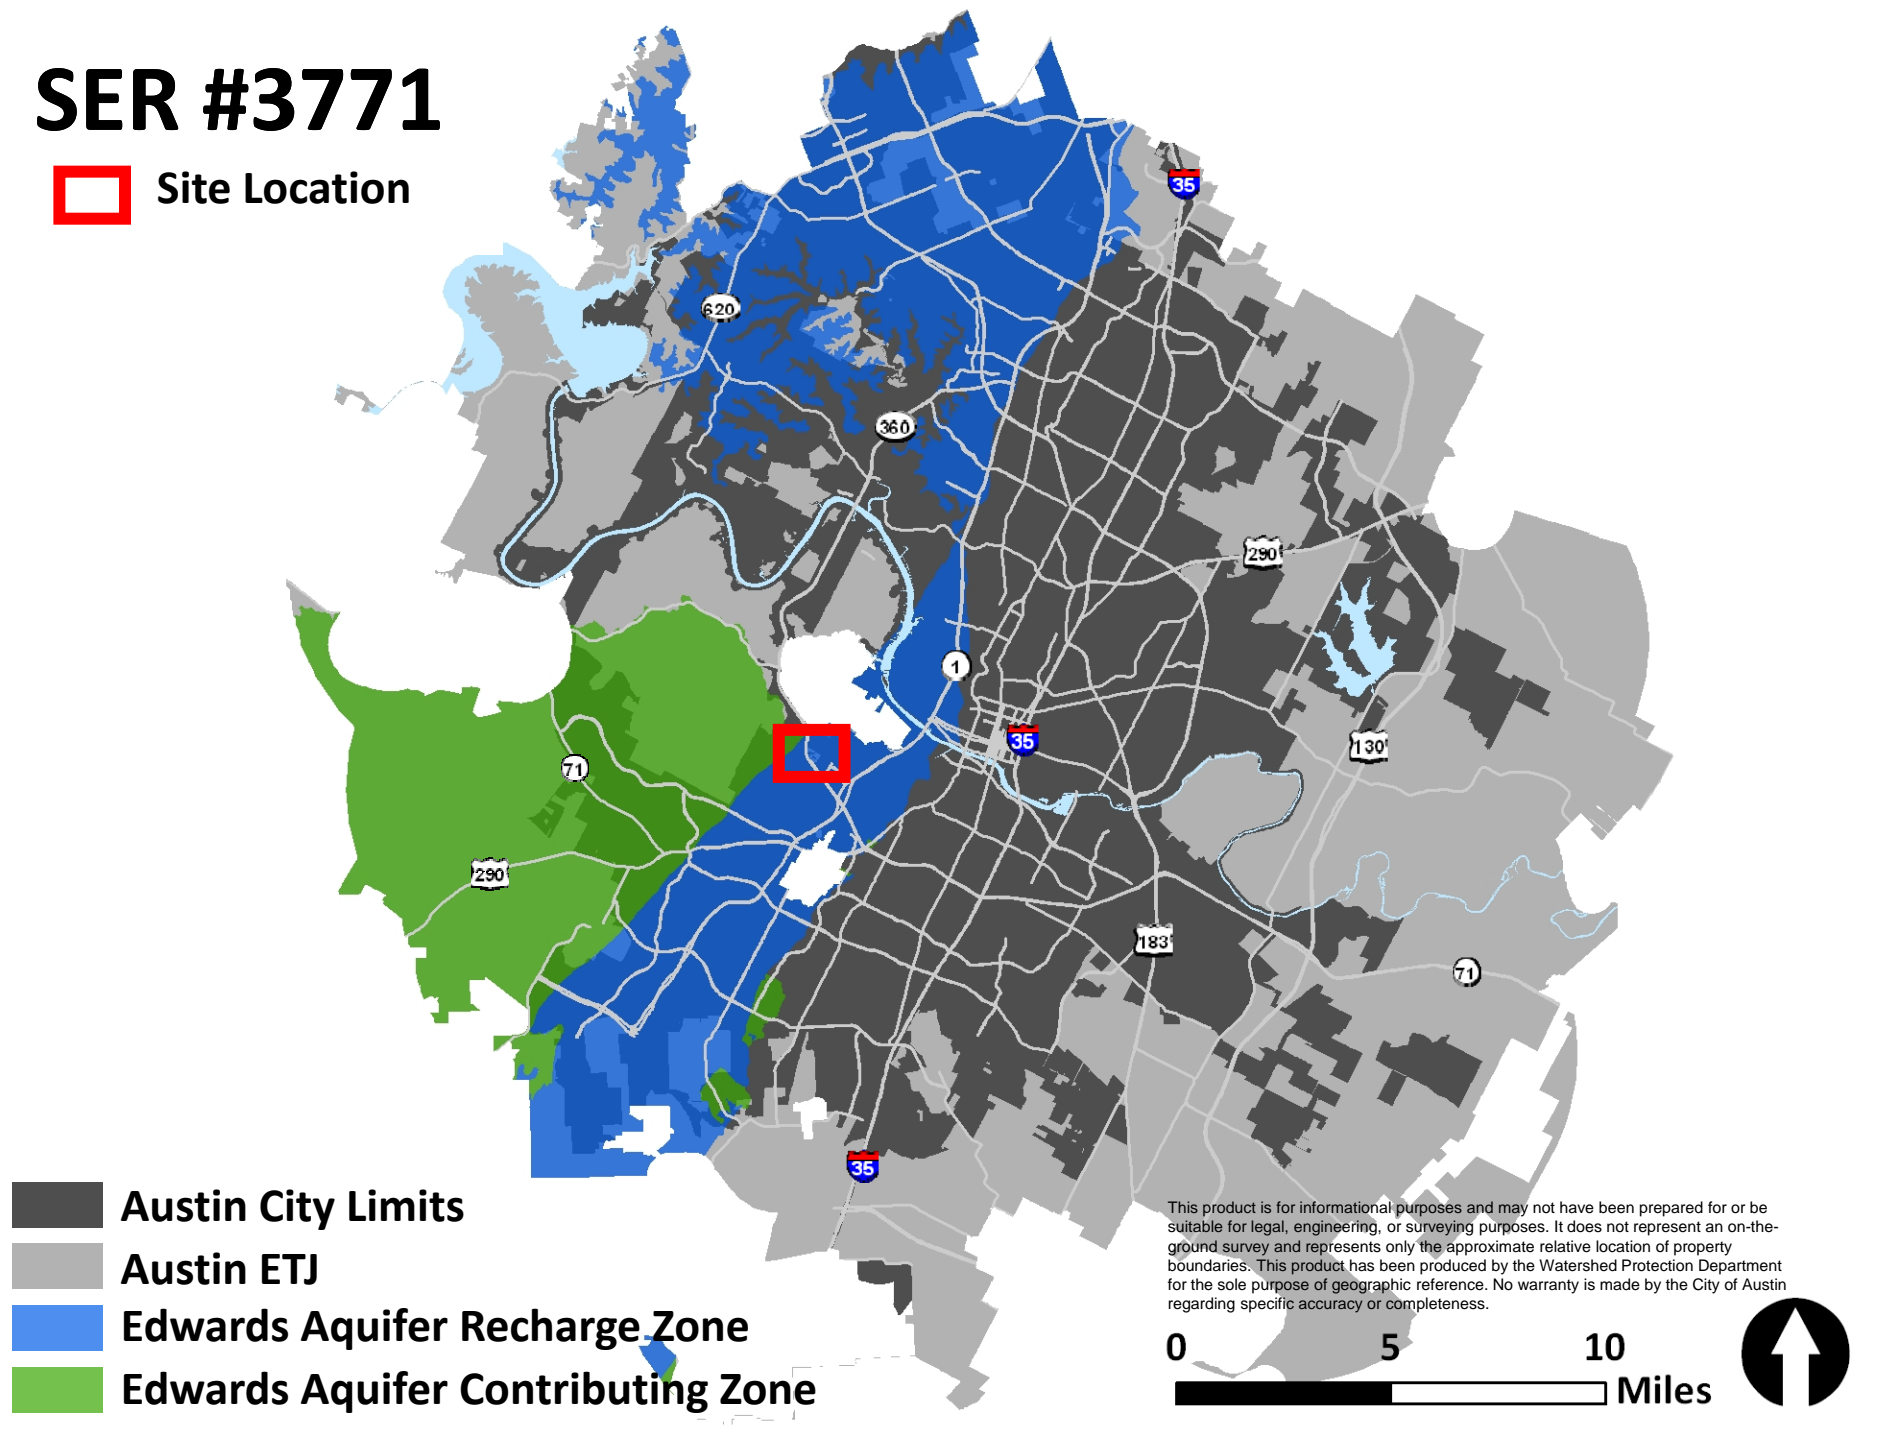 SER #3771
Site Location
35
620
360
290
1
130
35
71
290
183
71
35
Austin City Limits
Austin ETJ
Edwards Aquifer Recharge Zone
Edwards Aquifer Contributing Zone
This product is for informational purposes and may not have been prepared for or be
suitable for legal, engineering, or surveying purposes. It does not represent an on-the-
ground survey and represents only the approximate relative location of property
boundaries. This product has been produced by the Watershed Protection Department
for the sole purpose of geographic reference. No warranty is made by the City of Austin
regarding specific accuracy or completeness.
0 5 10
Miles